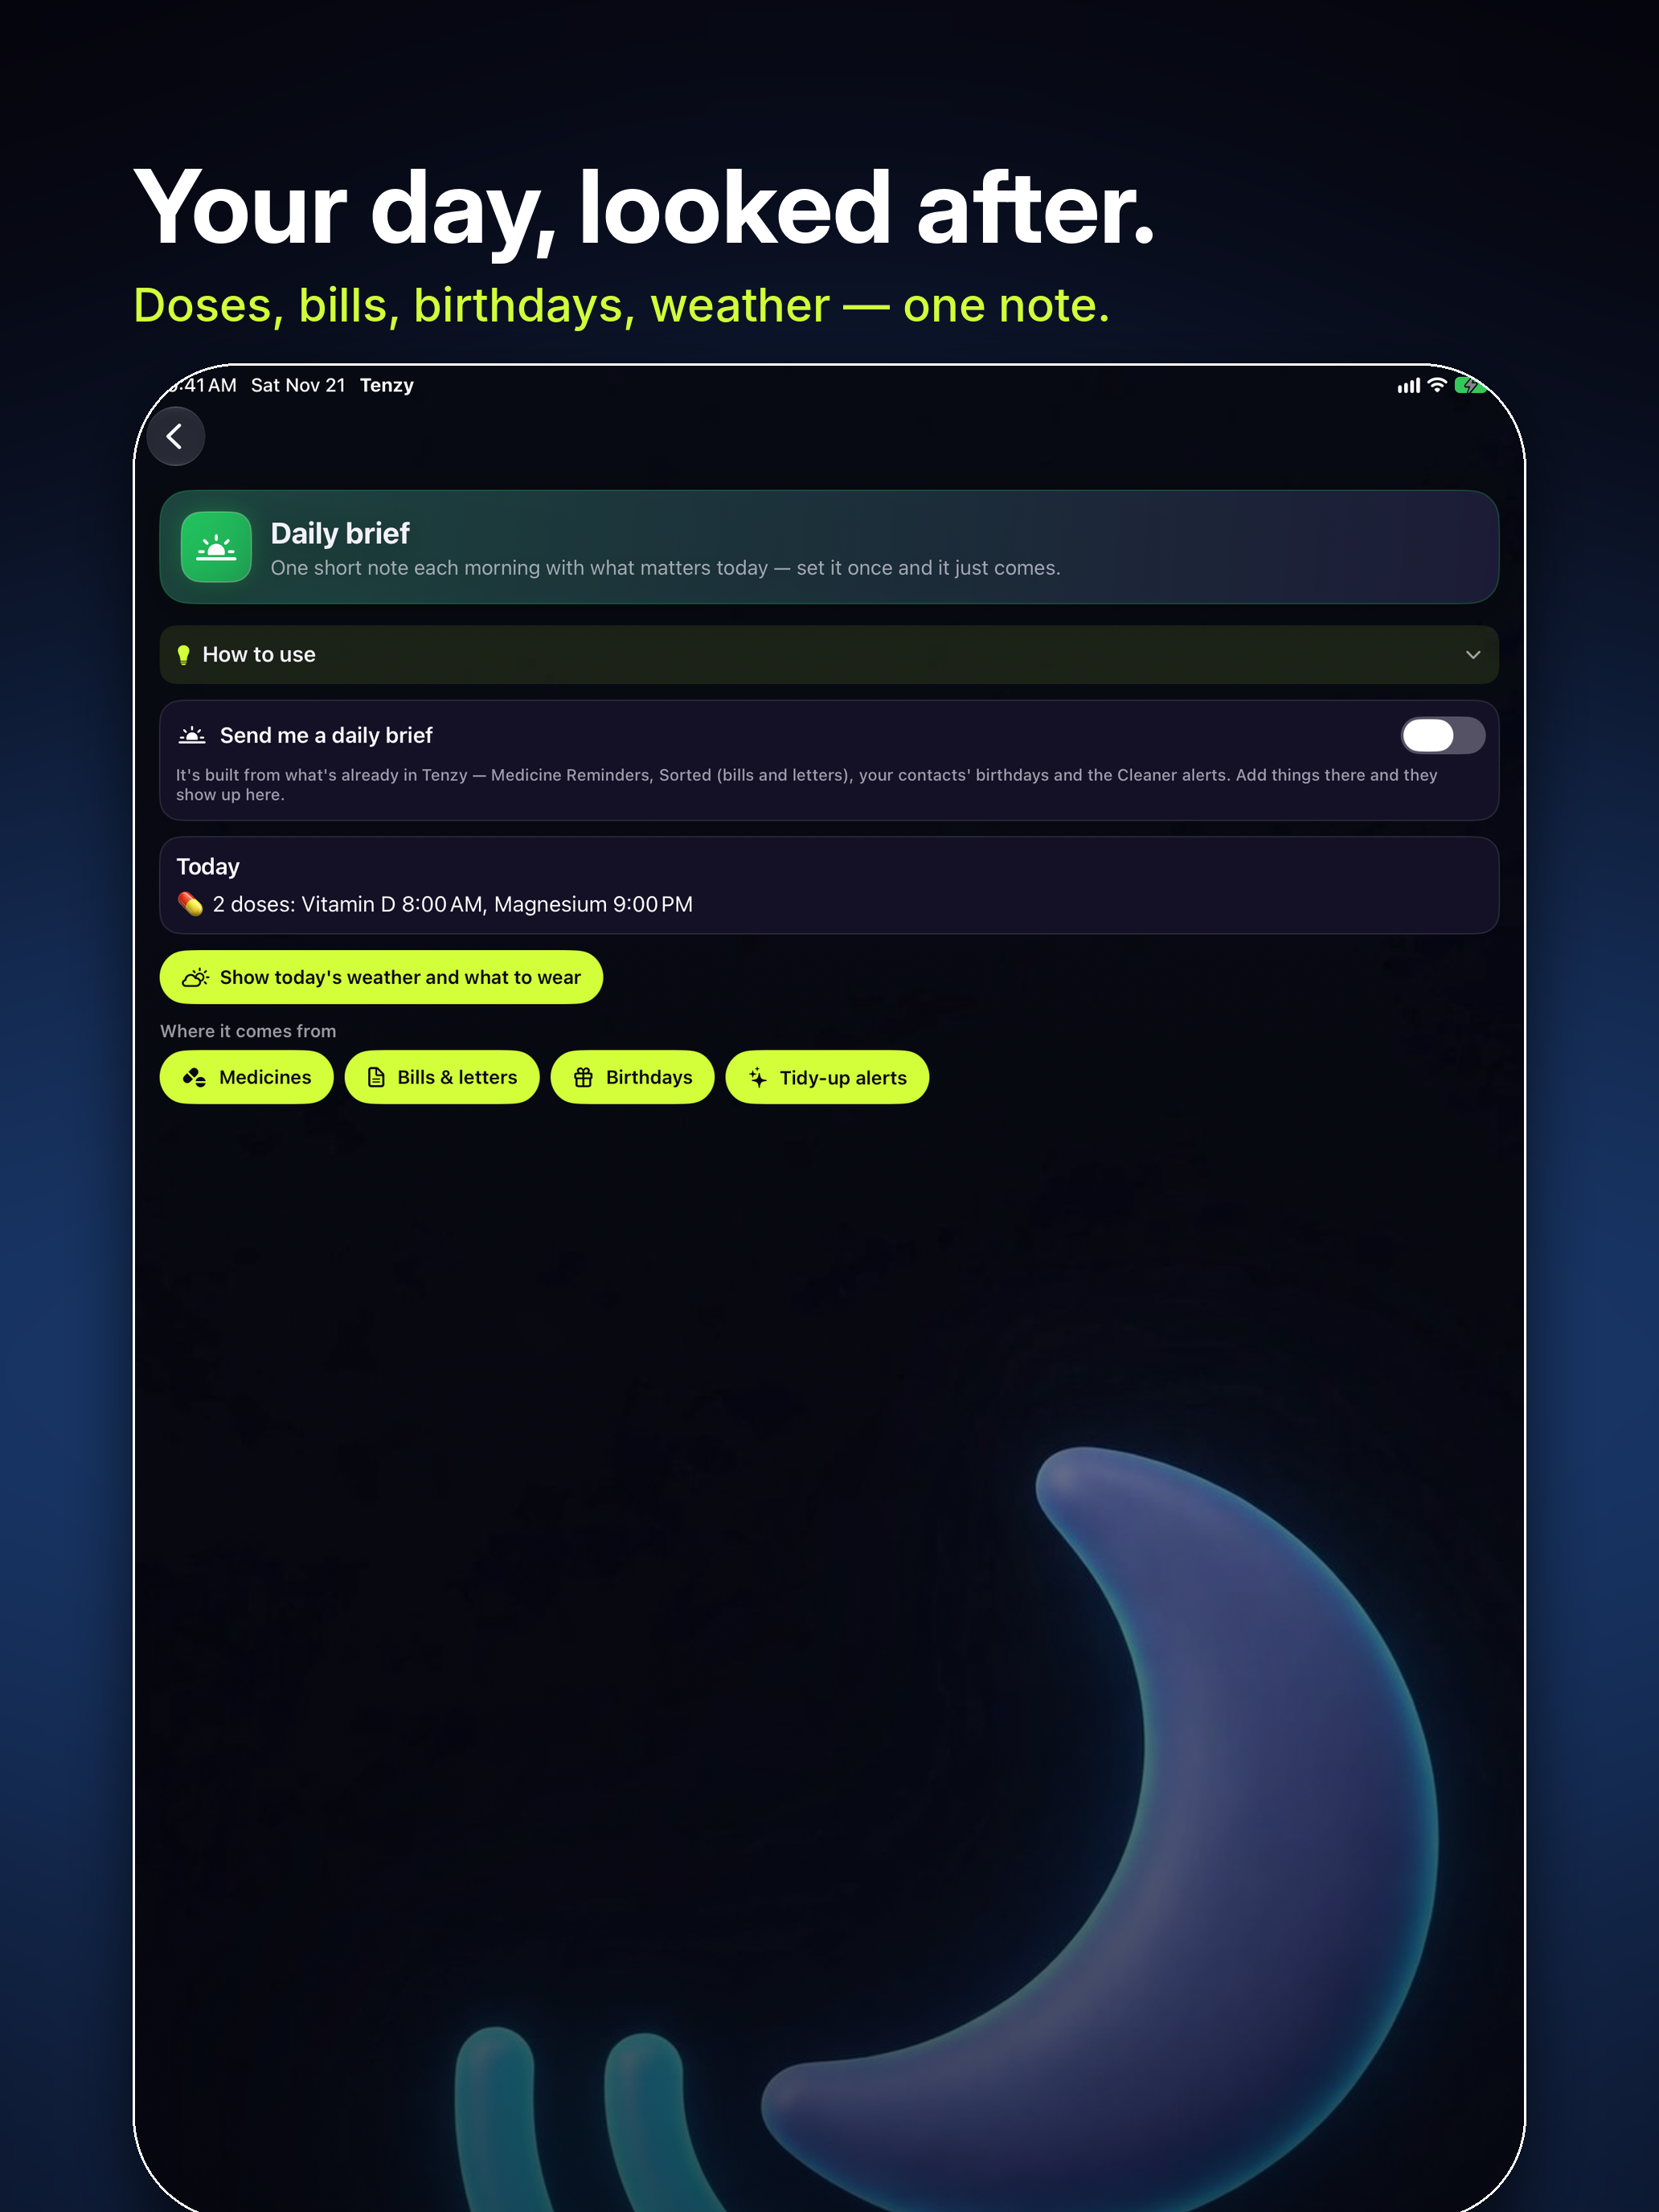 Your day, looked after.
Doses, bills, birthdays, weather — one note.
:41 AM Sat Nov 21 Tenzy
Daily brief
One short note each morning with what matters today — set it once and it just comes.
How to use
Send me a daily brief
It's built from what's already in Tenzy — Medicine Reminders, Sorted (bills and letters), your contacts' birthdays and the Cleaner alerts. Add things there and they
show up here.
Today
2 doses: Vitamin D 8:00 AM, Magnesium 9:00 PM
Show today's weather and what to wear
Where it comes from
Medicines Bills & letters Birthdays Tidy-up alerts